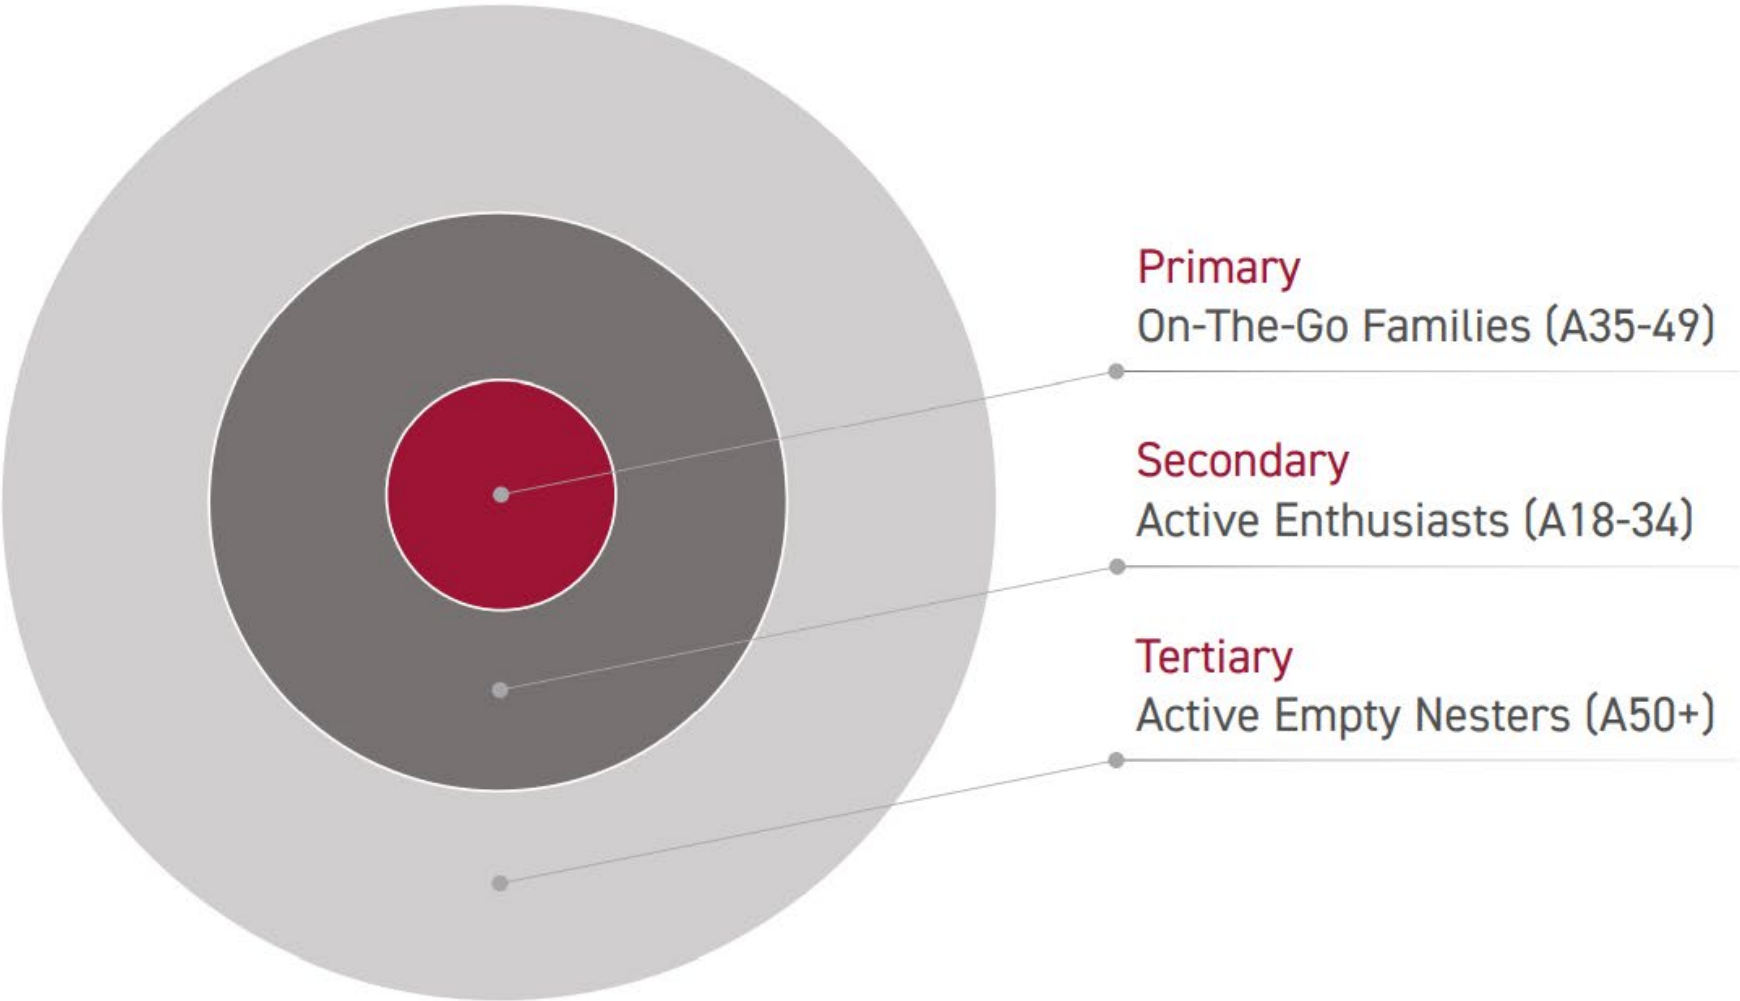 Primary
On-The-Go Families (A35-49)
Secondary
Active Enthusiasts (A18-34)
Tertiary
Active Empty Nesters (A50+)